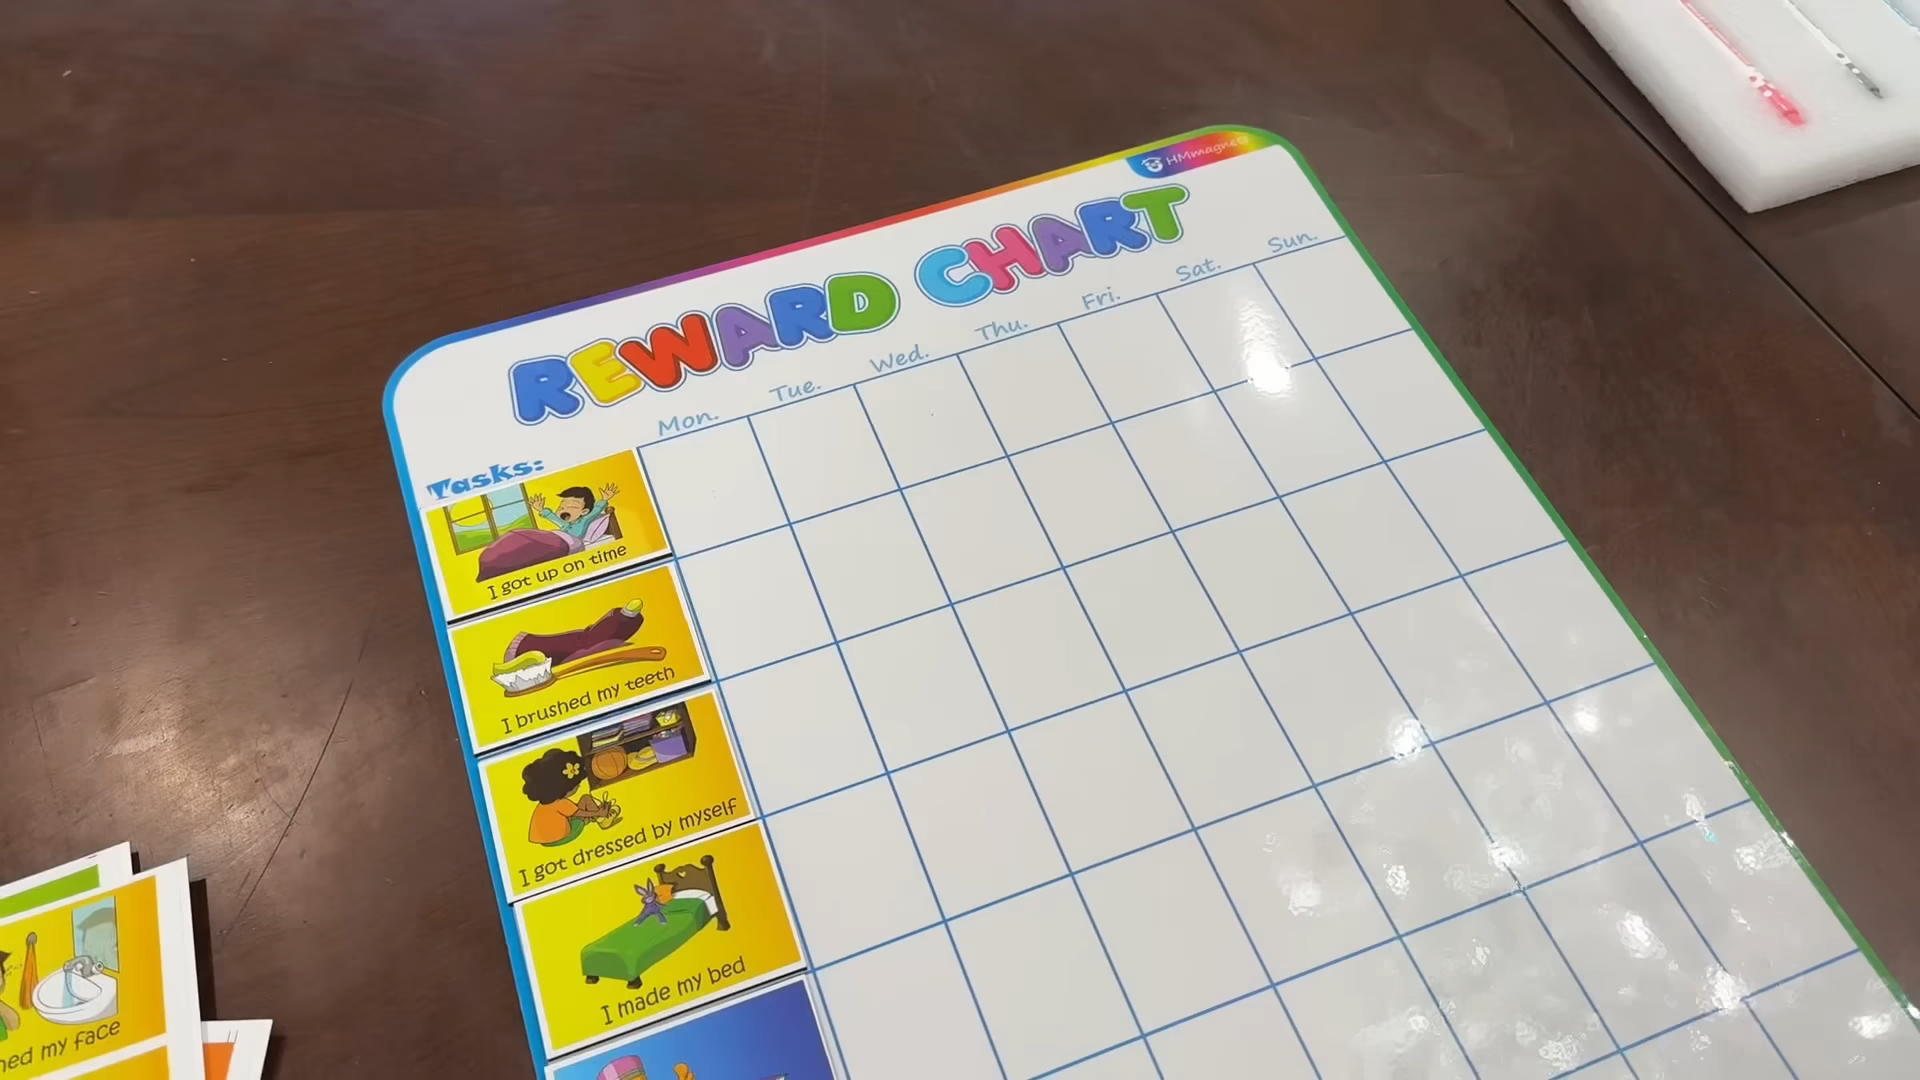 HMmagnets
REWARD CHART
Mon. Tue. Wed. Thu. Fri. Sat. Sun.
Tasks:
I got up on time
I brushed my teeth
I got dressed by myself
I made my bed
hed my face